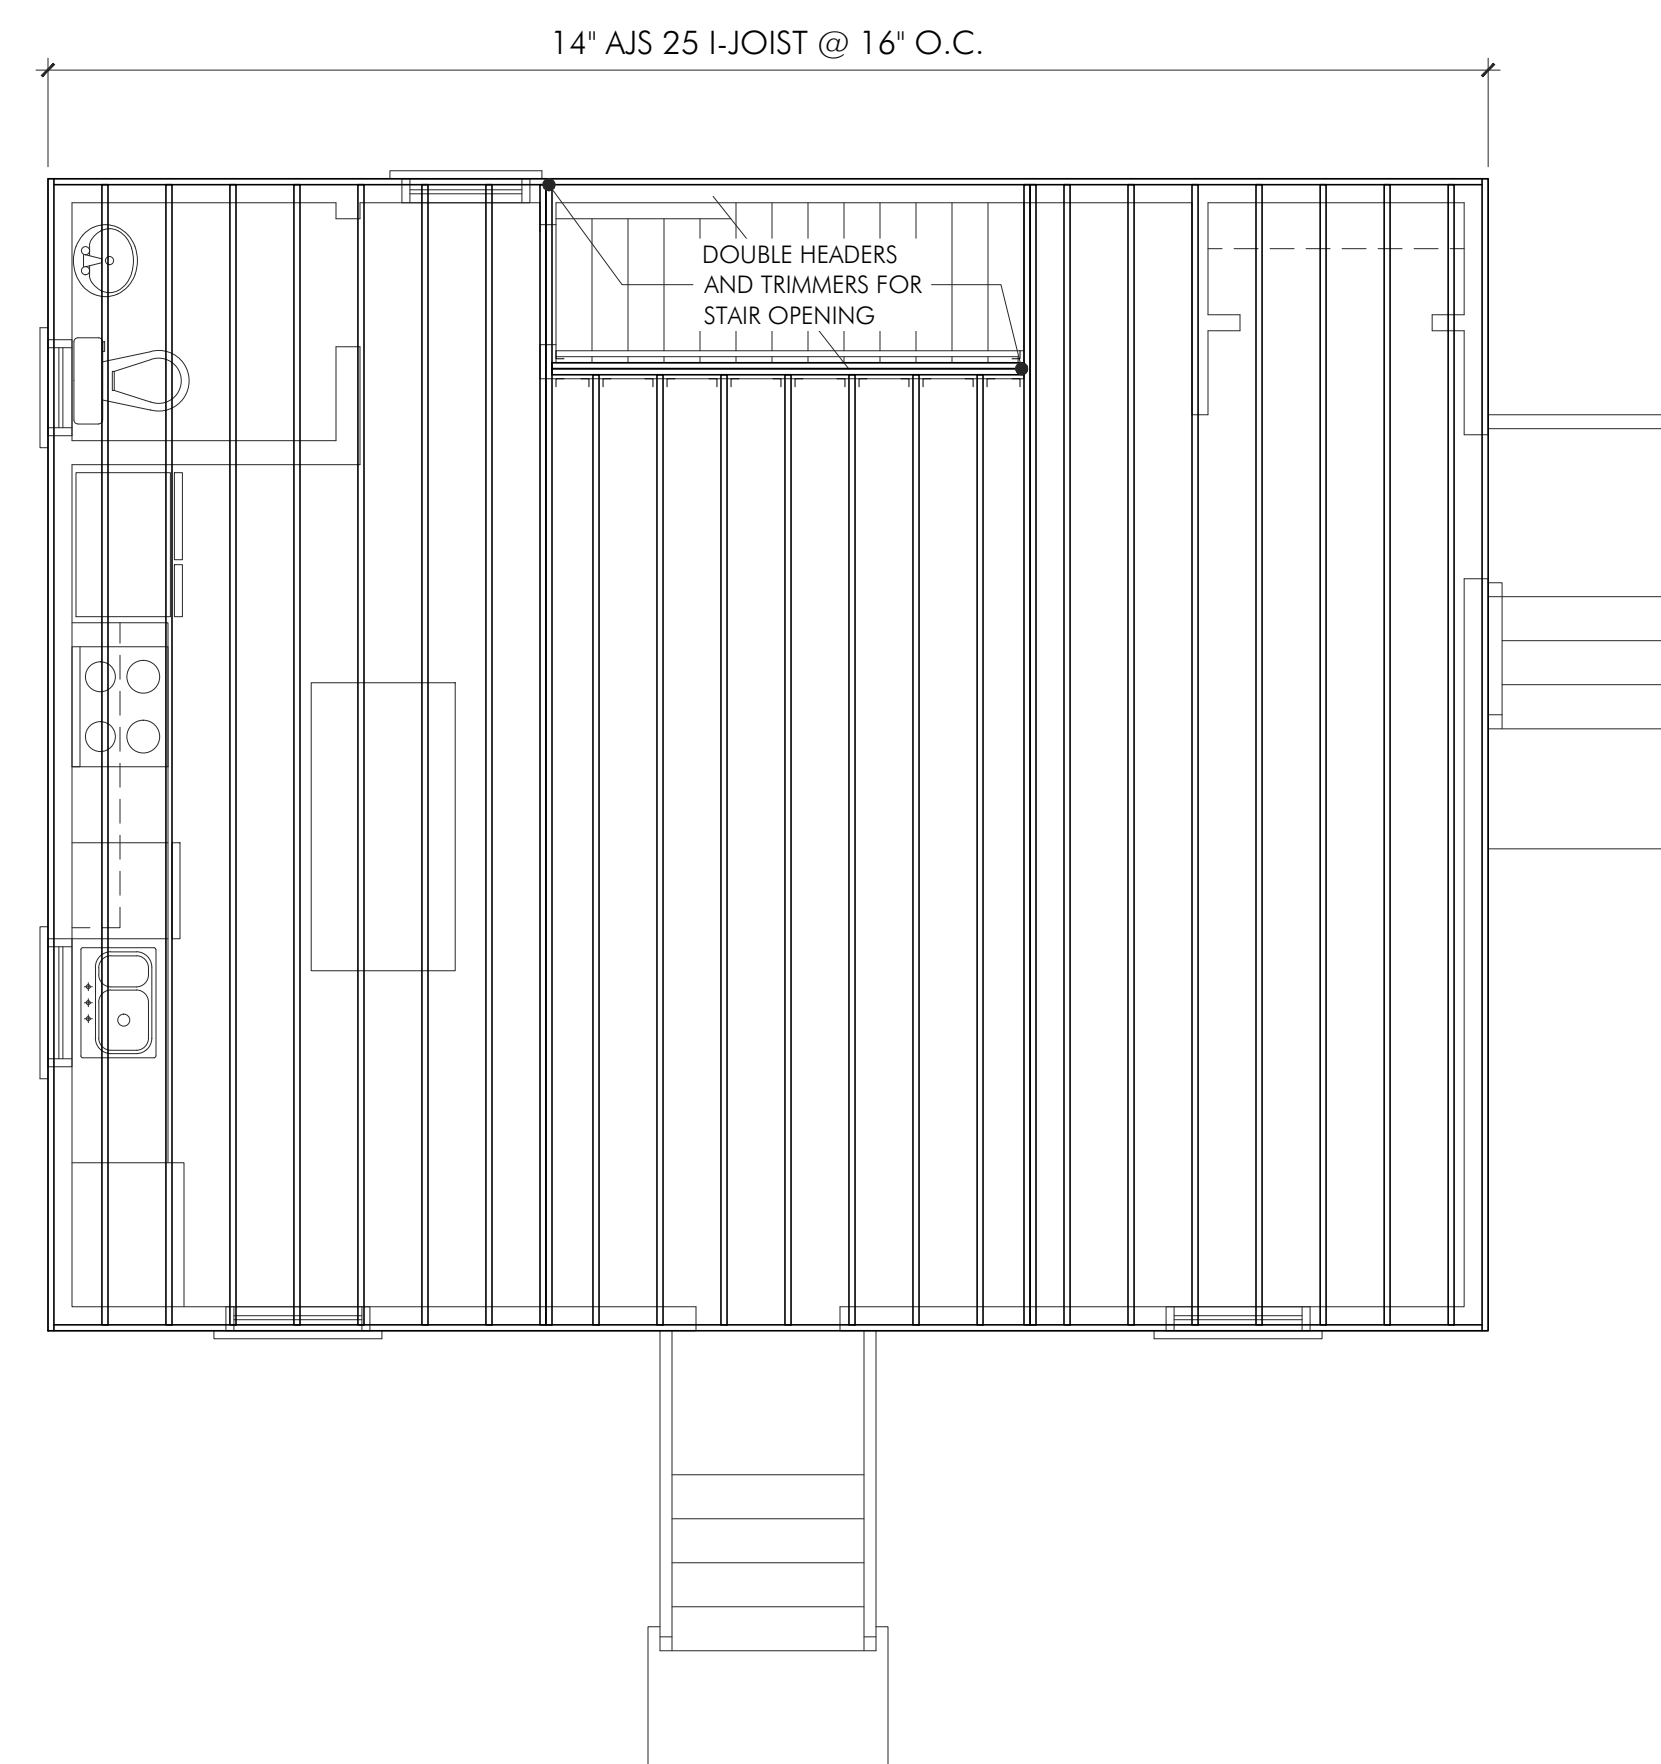 14" AJS 25 I-JOIST @ 16" O.C.
DOUBLE HEADERS
AND TRIMMERS FOR
STAIR OPENING